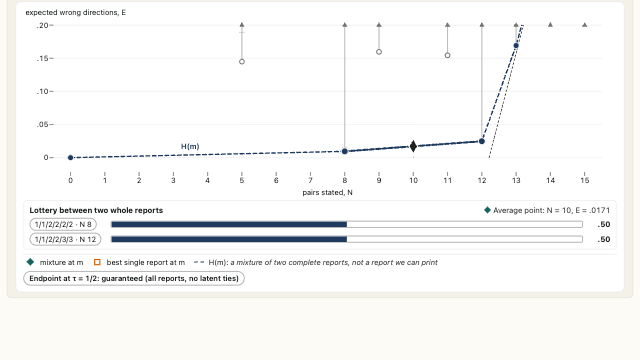 expected wrong directions, E
.20
.15
.10
.05
0
H(m)
0 1 2 3 4 5 6 7 8 9 10 11 12 13 14 15
pairs stated, N
Lottery between two whole reports
Average point: N = 10, E = .0171
1/1/2/2/2/2 · N 8
.50
1/1/2/2/3/3 · N 12
.50
mixture at m best single report at m H(m): a mixture of two complete reports, not a report we can print
Endpoint at τ = 1/2: guaranteed (all reports, no latent ties)